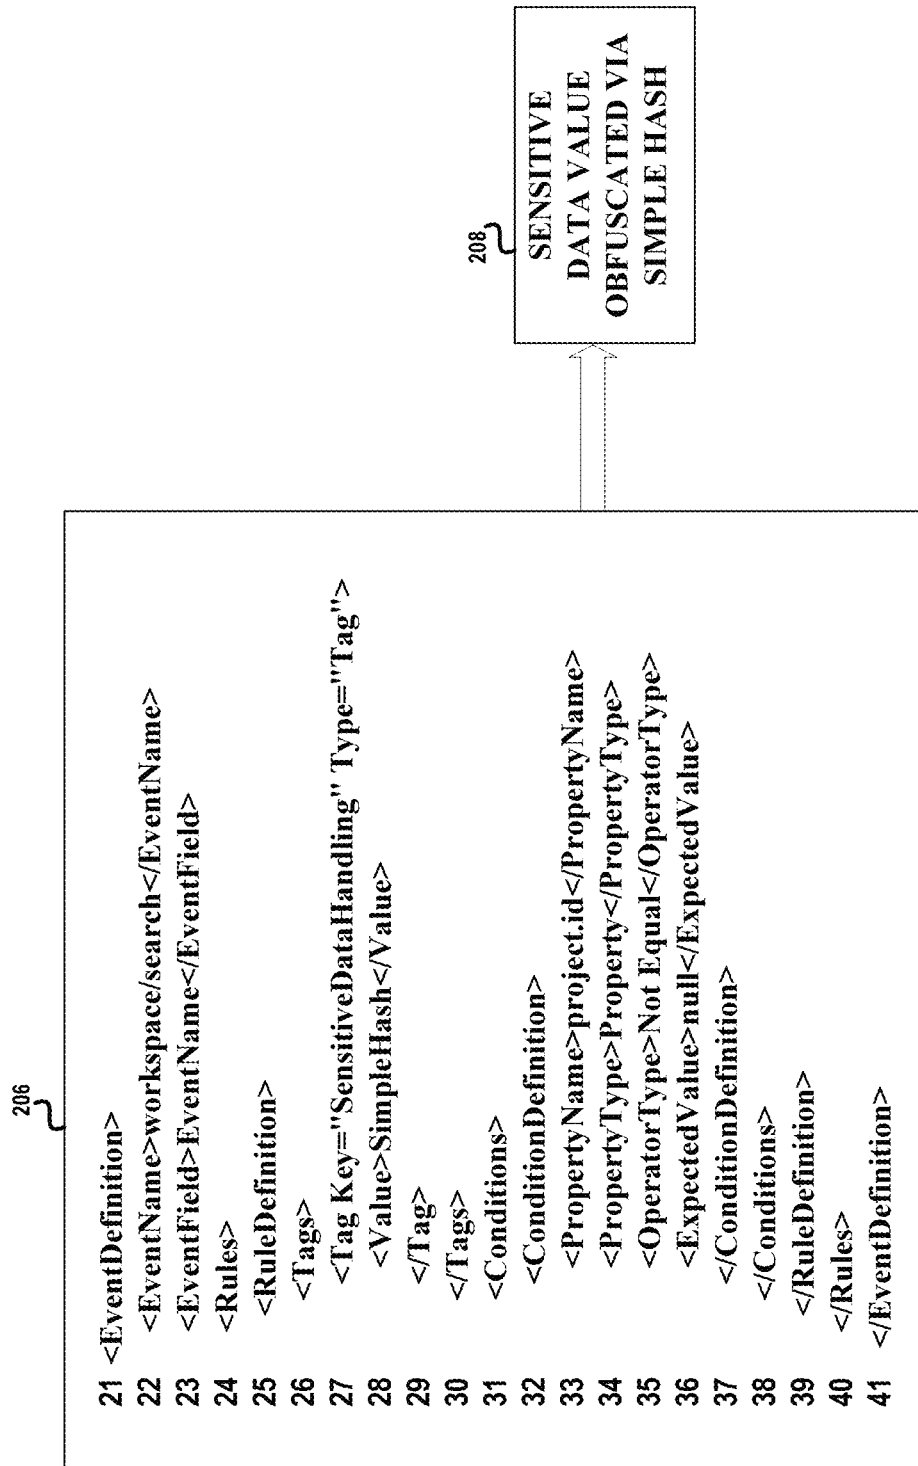 206
21 <EventDefinition>
22 <EventName>workspace/search</EventName>
23 <EventField>EventName</EventField>
24 <Rules>
25 <RuleDefinition>
26 <Tags>
27 <Tag Key="SensitiveDataHandling" Type="Tag">
28 <Value>SimpleHash</Value>
29 </Tag>
30 </Tags>
31 <Conditions>
32 <ConditionDefinition>
33 <PropertyName>project.id</PropertyName>
34 <PropertyType>Property</PropertyType>
35 <OperatorType>Not Equal</OperatorType>
36 <ExpectedValue>null</ExpectedValue>
37 </ConditionDefinition>
38 </Conditions>
39 </RuleDefinition>
40 </Rules>
41 </EventDefinition>
208
SENSITIVE
DATA VALUE
OBFUSCATED VIA
SIMPLE HASH